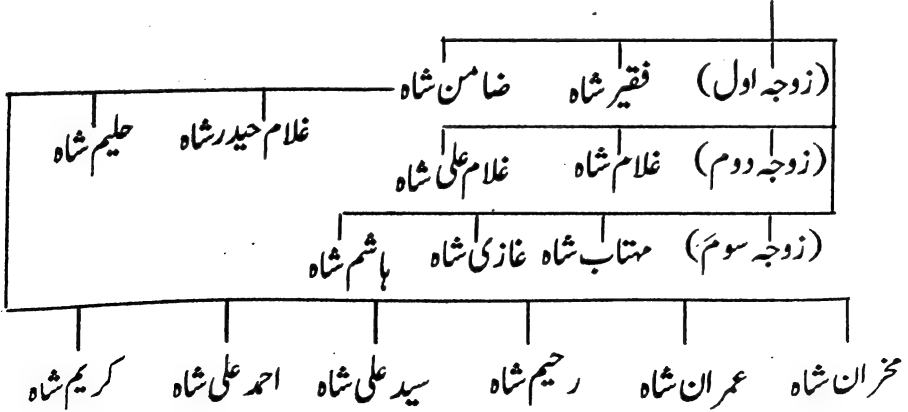 (زوجہ اول) فقیر شاہ ضامن شاہ
غلام حیدر شاہ حلیم شاہ
(زوجہ دوم) غلام شاہ غلام علی شاہ
(زوجہ سوم) مہتاب شاہ غازی شاہ ہاشم شاہ
مخران شاہ عمران شاہ رحیم شاہ سید علی شاہ احمد علی شاہ کریم شاہ